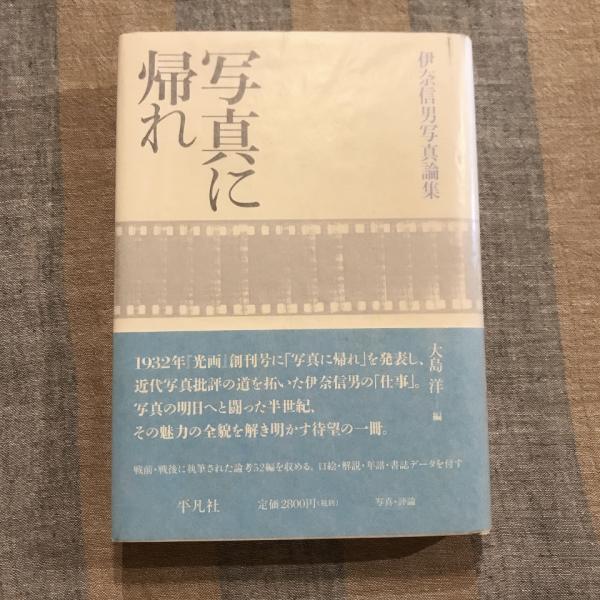 写真に
帰れ
伊奈信男写真論集
大島 洋 編
1932年『光画』創刊号に「写真に帰れ」を発表し、
近代写真批評の道を拓いた伊奈信男の「仕事」。
写真の明日へと闘った半世紀、
その魅力の全貌を解き明かす待望の一冊。
戦前・戦後に執筆された論考52編を収める。口絵・解説・年譜・書誌データを付す
平凡社 定価2800円(税別) 写真・評論